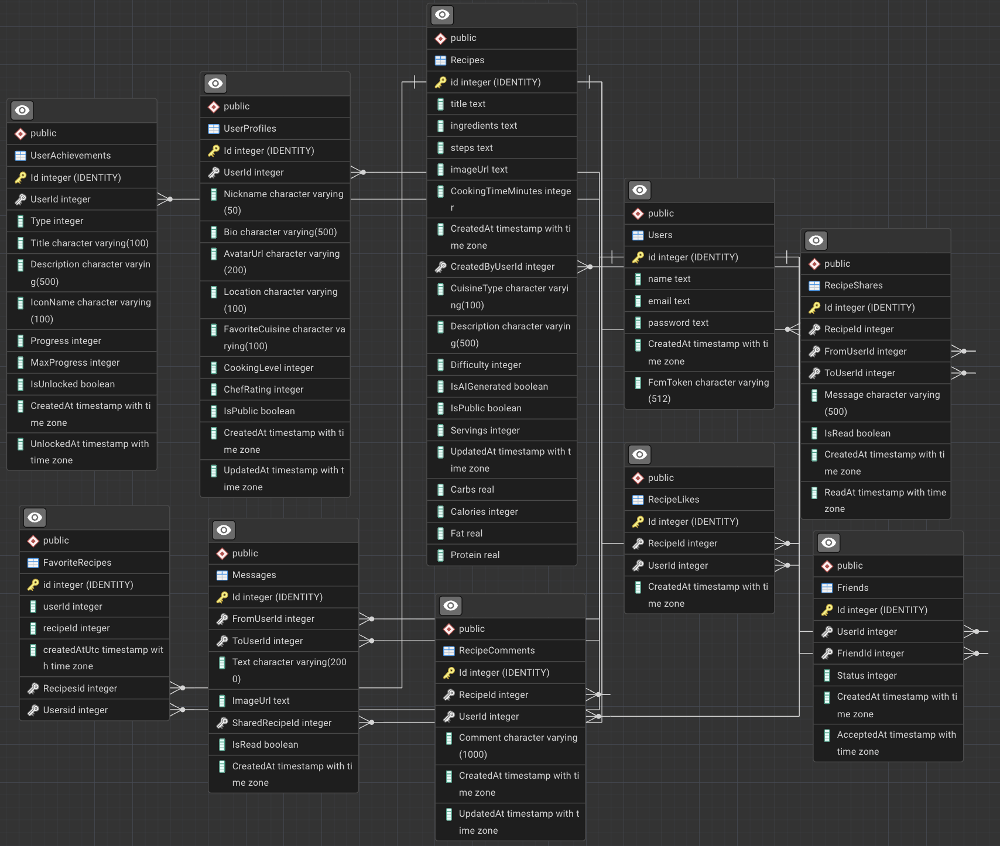 public
UserAchievements
Id integer (IDENTITY)
UserId integer
Type integer
Title character varying(100)
Description character varyin
g(500)
IconName character varying
(100)
Progress integer
MaxProgress integer
IsUnlocked boolean
CreatedAt timestamp with ti
me zone
UnlockedAt timestamp with
time zone
public
UserProfiles
Id integer (IDENTITY)
UserId integer
Nickname character varying
(50)
Bio character varying(500)
AvatarUrl character varying
(200)
Location character varying
(100)
FavoriteCuisine character va
rying(100)
CookingLevel integer
ChefRating integer
IsPublic boolean
CreatedAt timestamp with ti
me zone
UpdatedAt timestamp with t
ime zone
public
Recipes
id integer (IDENTITY)
title text
ingredients text
steps text
imageUrl text
CookingTimeMinutes intege
r
CreatedAt timestamp with ti
me zone
CreatedByUserId integer
CuisineType character varyi
ng(100)
Description character varyin
g(500)
Difficulty integer
IsAIGenerated boolean
IsPublic boolean
Servings integer
UpdatedAt timestamp with t
ime zone
Carbs real
Calories integer
Fat real
Protein real
public
Users
id integer (IDENTITY)
name text
email text
password text
CreatedAt timestamp with ti
me zone
FcmToken character varying
(512)
public
RecipeShares
Id integer (IDENTITY)
RecipeId integer
FromUserId integer
ToUserId integer
Message character varying
(500)
IsRead boolean
CreatedAt timestamp with ti
me zone
ReadAt timestamp with time
zone
public
FavoriteRecipes
id integer (IDENTITY)
userId integer
recipeId integer
createdAtUtc timestamp wit
h time zone
Recipesid integer
Usersid integer
public
Messages
Id integer (IDENTITY)
FromUserId integer
ToUserId integer
Text character varying(200
0)
ImageUrl text
SharedRecipeId integer
IsRead boolean
CreatedAt timestamp with ti
me zone
public
RecipeComments
Id integer (IDENTITY)
RecipeId integer
UserId integer
Comment character varying
(1000)
CreatedAt timestamp with ti
me zone
UpdatedAt timestamp with t
ime zone
public
RecipeLikes
Id integer (IDENTITY)
RecipeId integer
UserId integer
CreatedAt timestamp with ti
me zone
public
Friends
Id integer (IDENTITY)
UserId integer
FriendId integer
Status integer
CreatedAt timestamp with ti
me zone
AcceptedAt timestamp with
time zone